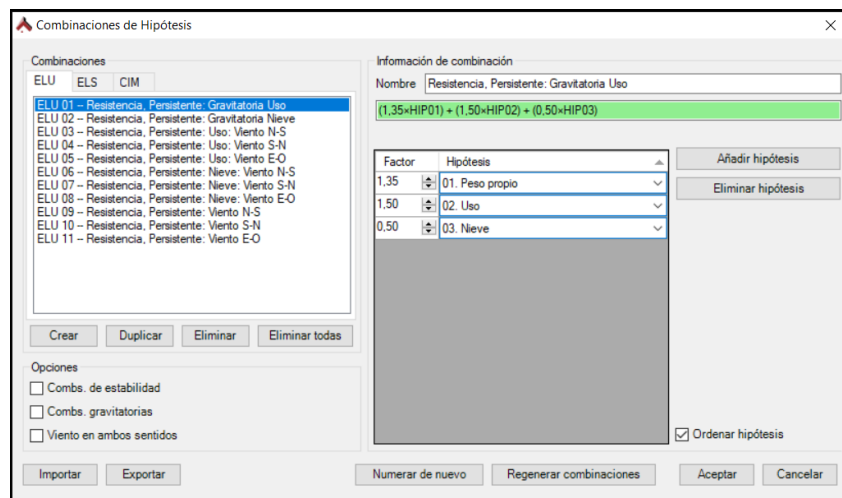 Combinaciones de Hipótesis
Combinaciones
ELU ELS CIM
ELU 01 -- Resistencia, Persistente: Gravitatoria Uso
ELU 02 -- Resistencia, Persistente: Gravitatoria Nieve
ELU 03 -- Resistencia, Persistente: Uso: Viento N-S
ELU 04 -- Resistencia, Persistente: Uso: Viento S-N
ELU 05 -- Resistencia, Persistente: Uso: Viento E-O
ELU 06 -- Resistencia, Persistente: Nieve: Viento N-S
ELU 07 -- Resistencia, Persistente: Nieve: Viento S-N
ELU 08 -- Resistencia, Persistente: Nieve: Viento E-O
ELU 09 -- Resistencia, Persistente: Viento N-S
ELU 10 -- Resistencia, Persistente: Viento S-N
ELU 11 -- Resistencia, Persistente: Viento E-O
Crear Duplicar Eliminar Eliminar todas
Opciones
Combs. de estabilidad
Combs. gravitatorias
Viento en ambos sentidos
Importar Exportar
Información de combinación
Nombre Resistencia, Persistente: Gravitatoria Uso
(1,35×HIP01) + (1,50×HIP02) + (0,50×HIP03)
Factor Hipótesis
1,35 01. Peso propio
1,50 02. Uso
0,50 03. Nieve
Añadir hipótesis
Eliminar hipótesis
Ordenar hipótesis
Numerar de nuevo Regenerar combinaciones Aceptar Cancelar